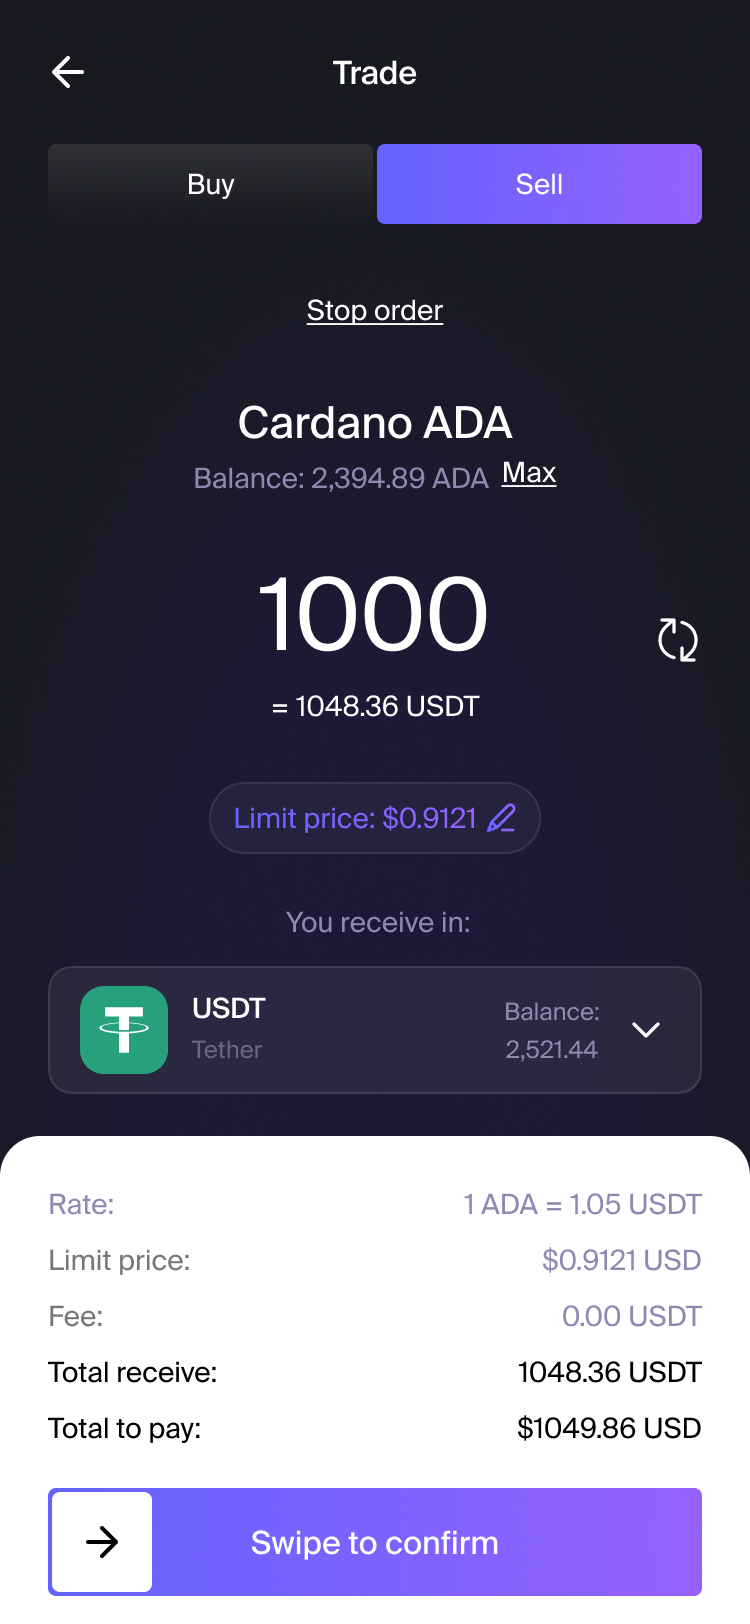 Trade
Buy
Sell
Stop order
Cardano ADA
Balance: 2,394.89 ADA Max
1000
= 1048.36 USDT
Limit price: $0.9121
You receive in:
USDT
Tether
Balance:
2,521.44
Rate: 1 ADA = 1.05 USDT
Limit price: $0.9121 USD
Fee: 0.00 USDT
Total receive: 1048.36 USDT
Total to pay: $1049.86 USD
Swipe to confirm